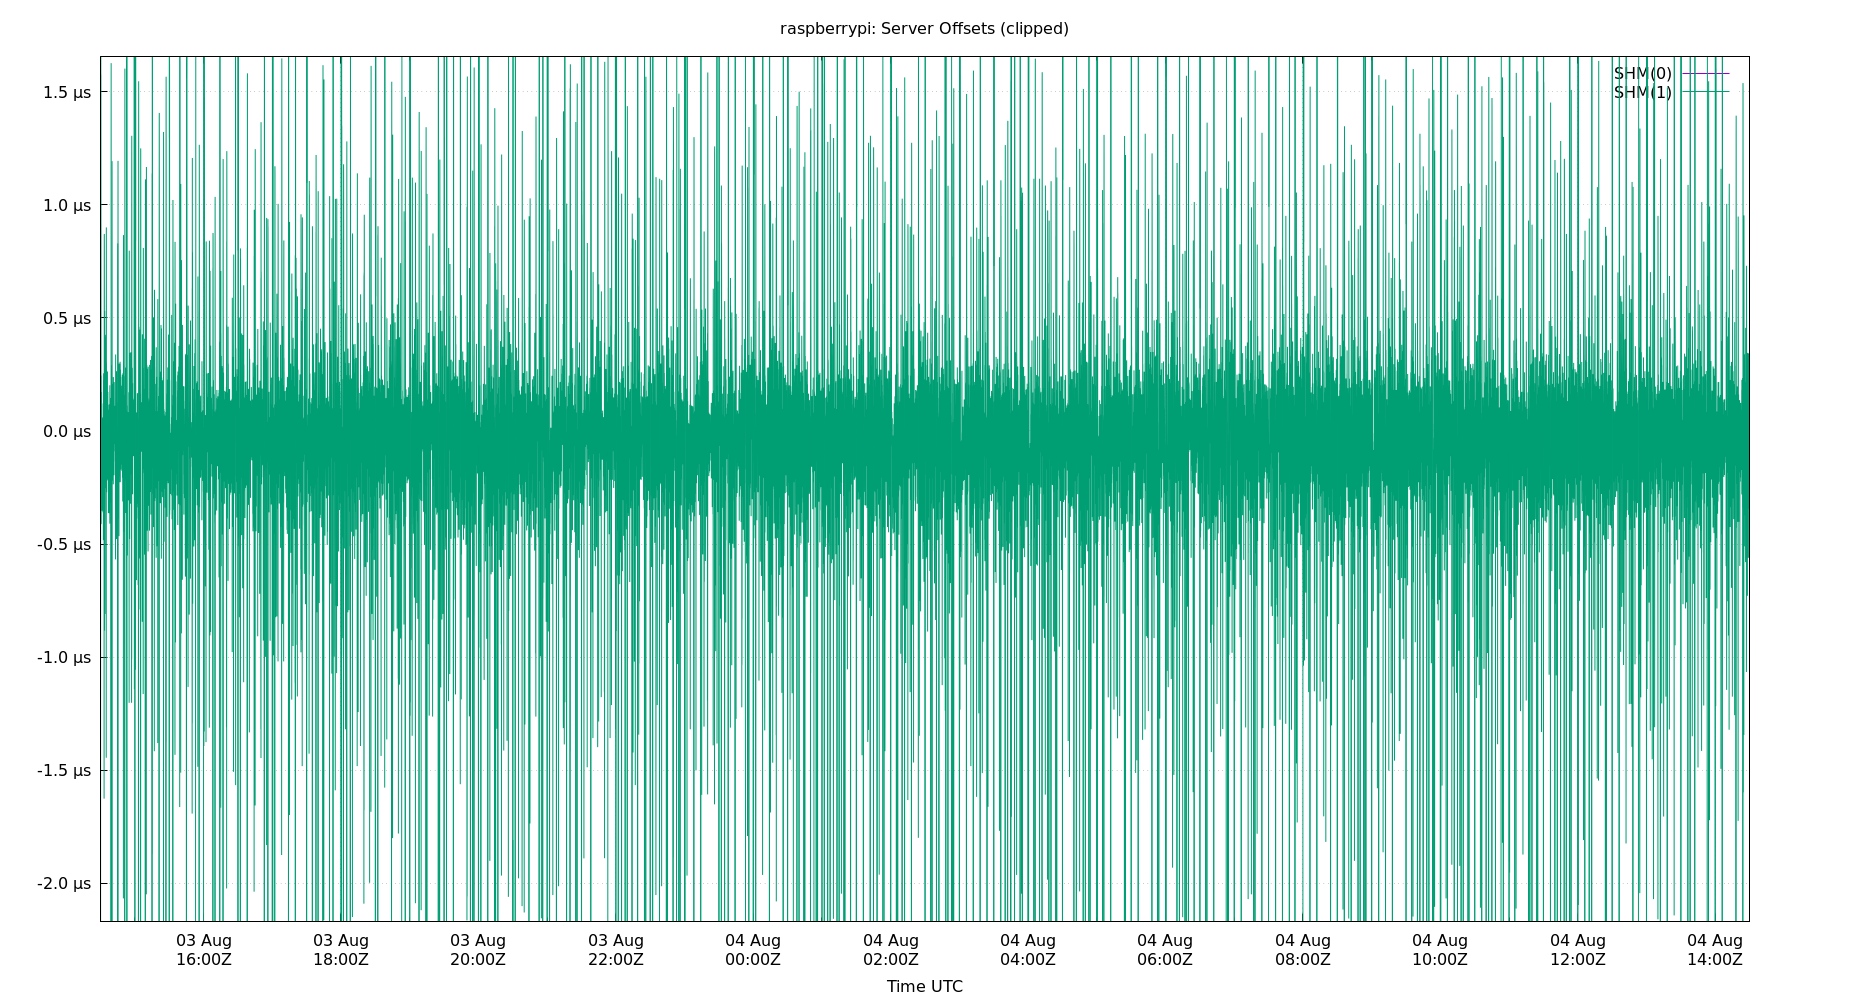 raspberrypi: Server Offsets (clipped)
SHM(0)
SHM(1)
1.5 µs
1.0 µs
0.5 µs
0.0 µs
-0.5 µs
-1.0 µs
-1.5 µs
-2.0 µs
03 Aug 03 Aug 03 Aug 03 Aug 04 Aug 04 Aug 04 Aug 04 Aug 04 Aug 04 Aug 04 Aug 04 Aug
16:00Z 18:00Z 20:00Z 22:00Z 00:00Z 02:00Z 04:00Z 06:00Z 08:00Z 10:00Z 12:00Z 14:00Z
Time UTC